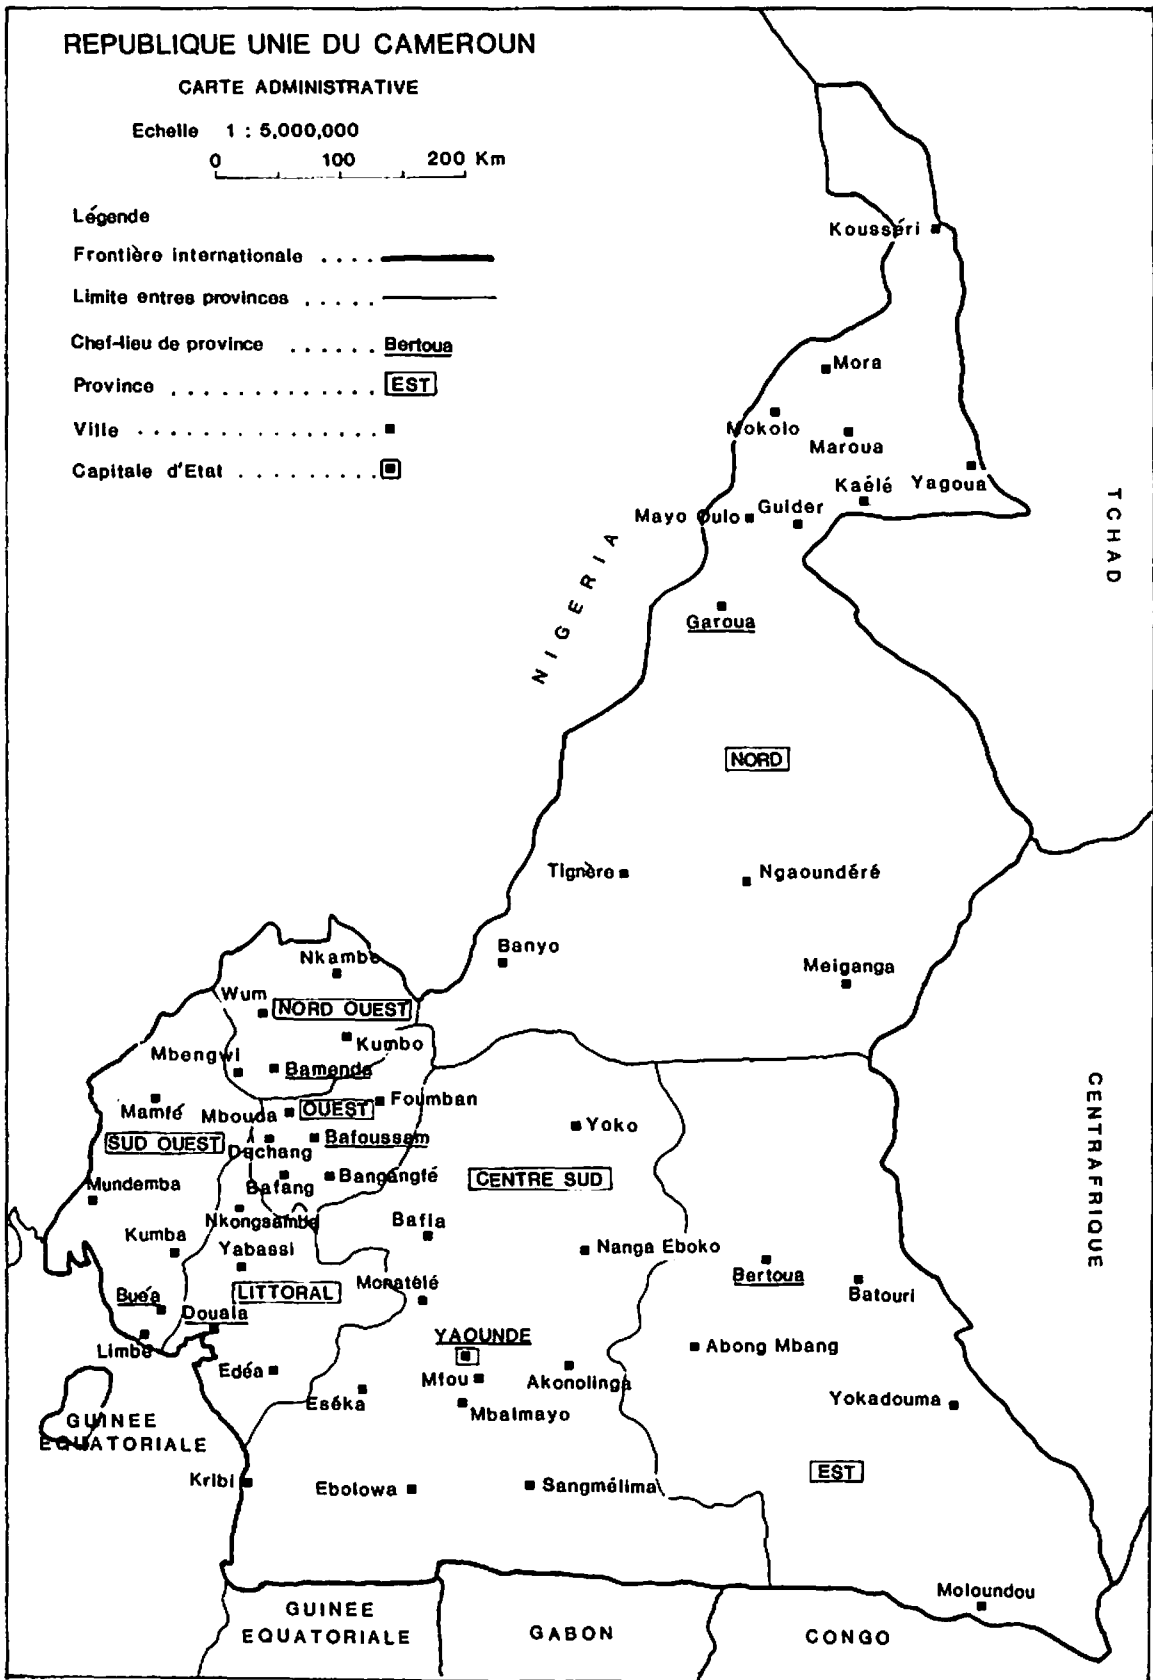 REPUBLIQUE UNIE DU CAMEROUN
CARTE ADMINISTRATIVE
Echelle 1 : 5,000,000
0 100 200 Km
Légende
Frontière internationale ....
Limite entres provinces .....
Chef-lieu de province ...... Bertoua
Province ............. EST
Ville ................
Capitale d'Etat ..........
Kousséri
Mora
Mokolo
Maroua
Kaélé
Yagoua
Mayo Oulo
Guider
TCHAD
NIGERIA
Garoua
NORD
Tignère
Ngaoundéré
Banyo
Meiganga
Nkambe
Wum
NORD OUEST
Kumbo
Mbengwi
Bamenda
Mamfé
Mbouda
OUEST
Foumban
Yoko
SUD OUEST
Dschang
Bafoussam
CENTRE SUD
Mundemba
Bafang
Bangangfé
Nkongsamba
Bafia
Kumba
Yabassi
Nanga Eboko
Bertoua
Batouri
CENTRAFRIQUE
LITTORAL
Monatélé
Buéa
Douala
YAOUNDE
Abong Mbang
Limbe
Edéa
Mfou
Akonolinga
Eséka
Mbalmayo
Yokadouma
GUINEE
EQUATORIALE
Kribi
Ebolowa
Sangmélima
EST
Moloundou
GUINEE
EQUATORIALE
GABON
CONGO